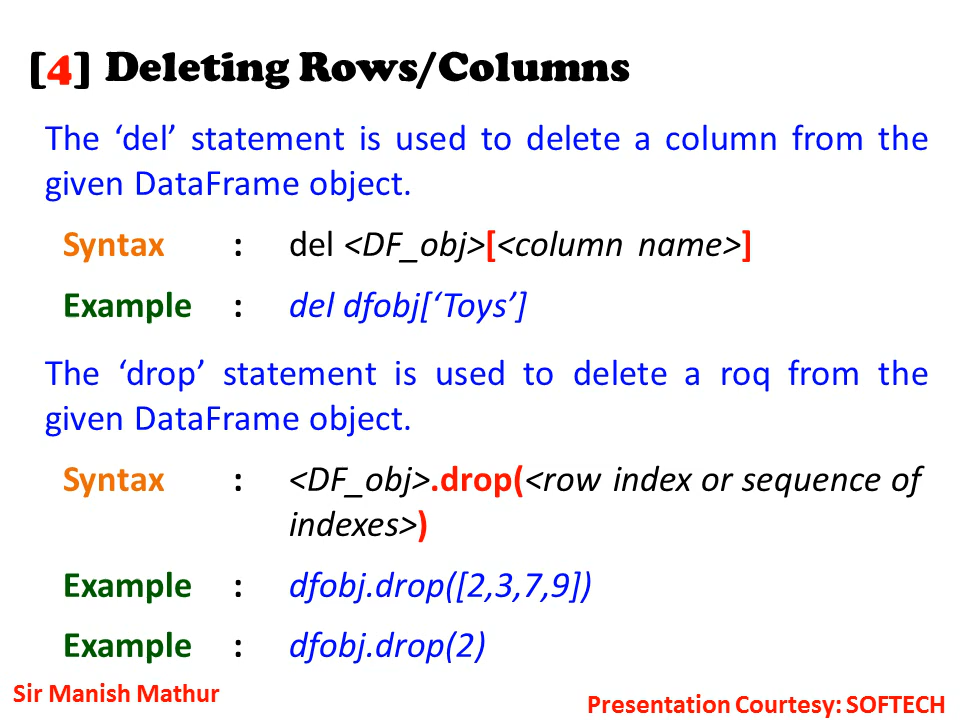 [4] Deleting Rows/Columns
The ‘del’ statement is used to delete a column from the
given DataFrame object.
Syntax : del <DF_obj>[<column name>]
Example : del dfobj[‘Toys’]
The ‘drop’ statement is used to delete a roq from the
given DataFrame object.
Syntax : <DF_obj>.drop(<row index or sequence of
indexes>)
Example : dfobj.drop([2,3,7,9])
Example : dfobj.drop(2)
Sir Manish Mathur
Presentation Courtesy: SOFTECH